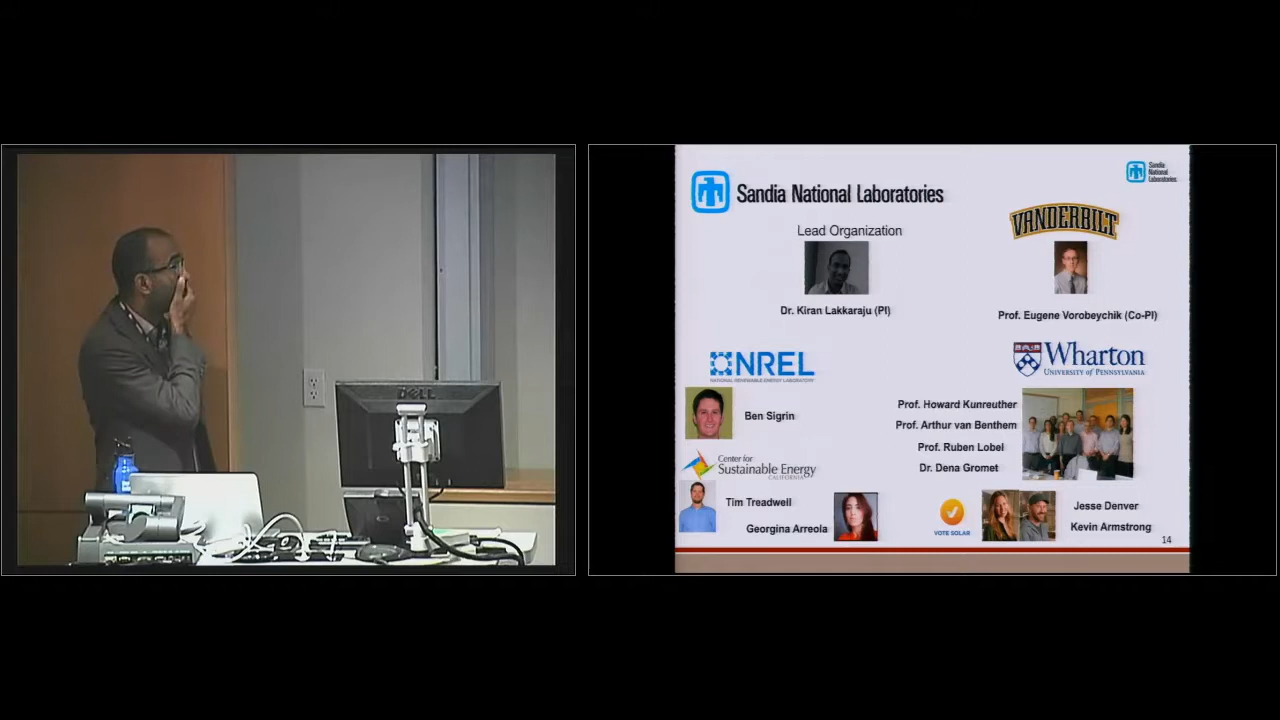 Sandia National Laboratories
Sandia
National
Laboratories
Lead Organization
VANDERBILT
Dr. Kiran Lakkaraju (PI)
Prof. Eugene Vorobeychik (Co-PI)
NREL
NATIONAL RENEWABLE ENERGY LABORATORY
Wharton
UNIVERSITY of PENNSYLVANIA
Ben Sigrin
Prof. Howard Kunreuther
Prof. Arthur van Benthem
Prof. Ruben Lobel
Dr. Dena Gromet
Center for
Sustainable Energy
CALIFORNIA
Tim Treadwell
Georgina Arreola
VOTE SOLAR
Jesse Denver
Kevin Armstrong
14
DELL